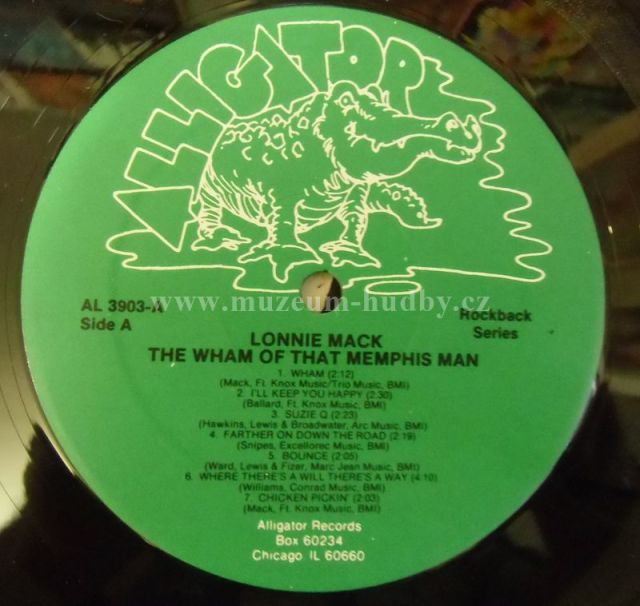 ALLIGATOR
www.muzeum-hudby.cz
AL 3903-A
Side A
Rockback
Series
LONNIE MACK
THE WHAM OF THAT MEMPHIS MAN
1. WHAM (2:12)
(Mack, Ft. Knox Music/Trio Music, BMI)
2. I'LL KEEP YOU HAPPY (2:30)
(Ballard, Ft. Knox Music, BMI)
3. SUZIE Q (2:23)
(Hawkins, Lewis & Broadwater, Arc Music, BMI)
4. FARTHER ON DOWN THE ROAD (2:19)
(Snipes, Excellorec Music, BMI)
5. BOUNCE (2:05)
(Ward, Lewis & Fizer, Marc Jean Music, BMI)
6. WHERE THERE'S A WILL THERE'S A WAY (4:10)
(Williams, Conrad Music, BMI)
7. CHICKEN PICKIN' (2:03)
(Mack, Ft. Knox Music, BMI)
Alligator Records
Box 60234
Chicago, IL 60660